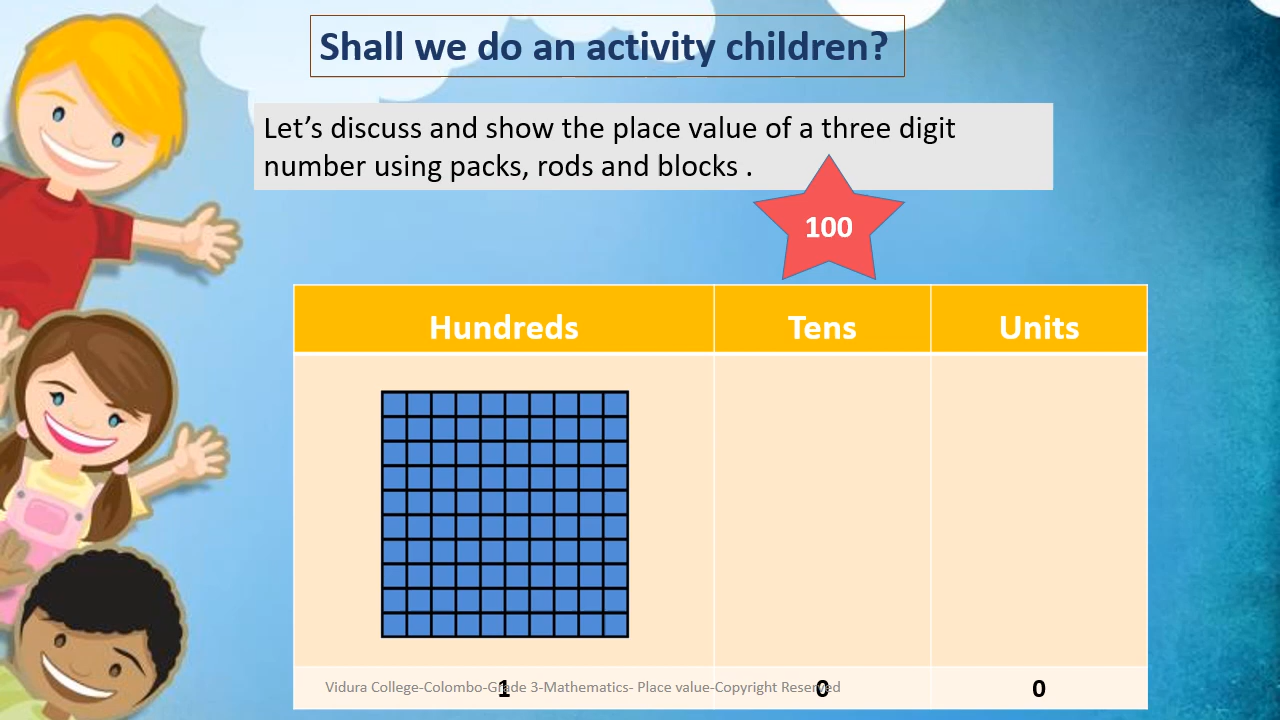 Shall we do an activity children?
Let’s discuss and show the place value of a three digit
number using packs, rods and blocks .
100
Hundreds Tens Units
1 0 0
Vidura College-Colombo-Grade 3-Mathematics- Place value-Copyright Reserved